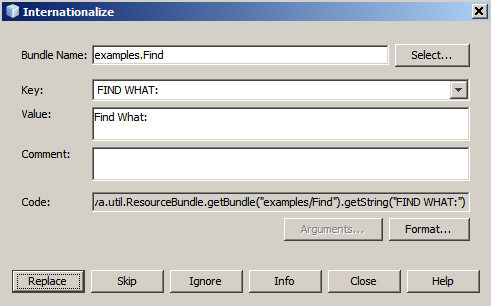 Internationalize
Bundle Name: examples.Find Select...
Key: FIND WHAT:
Value: Find What:
Comment:
Code: va.util.ResourceBundle.getBundle("examples/Find").getString("FIND WHAT:")
Arguments... Format...
Replace Skip Ignore Info Close Help